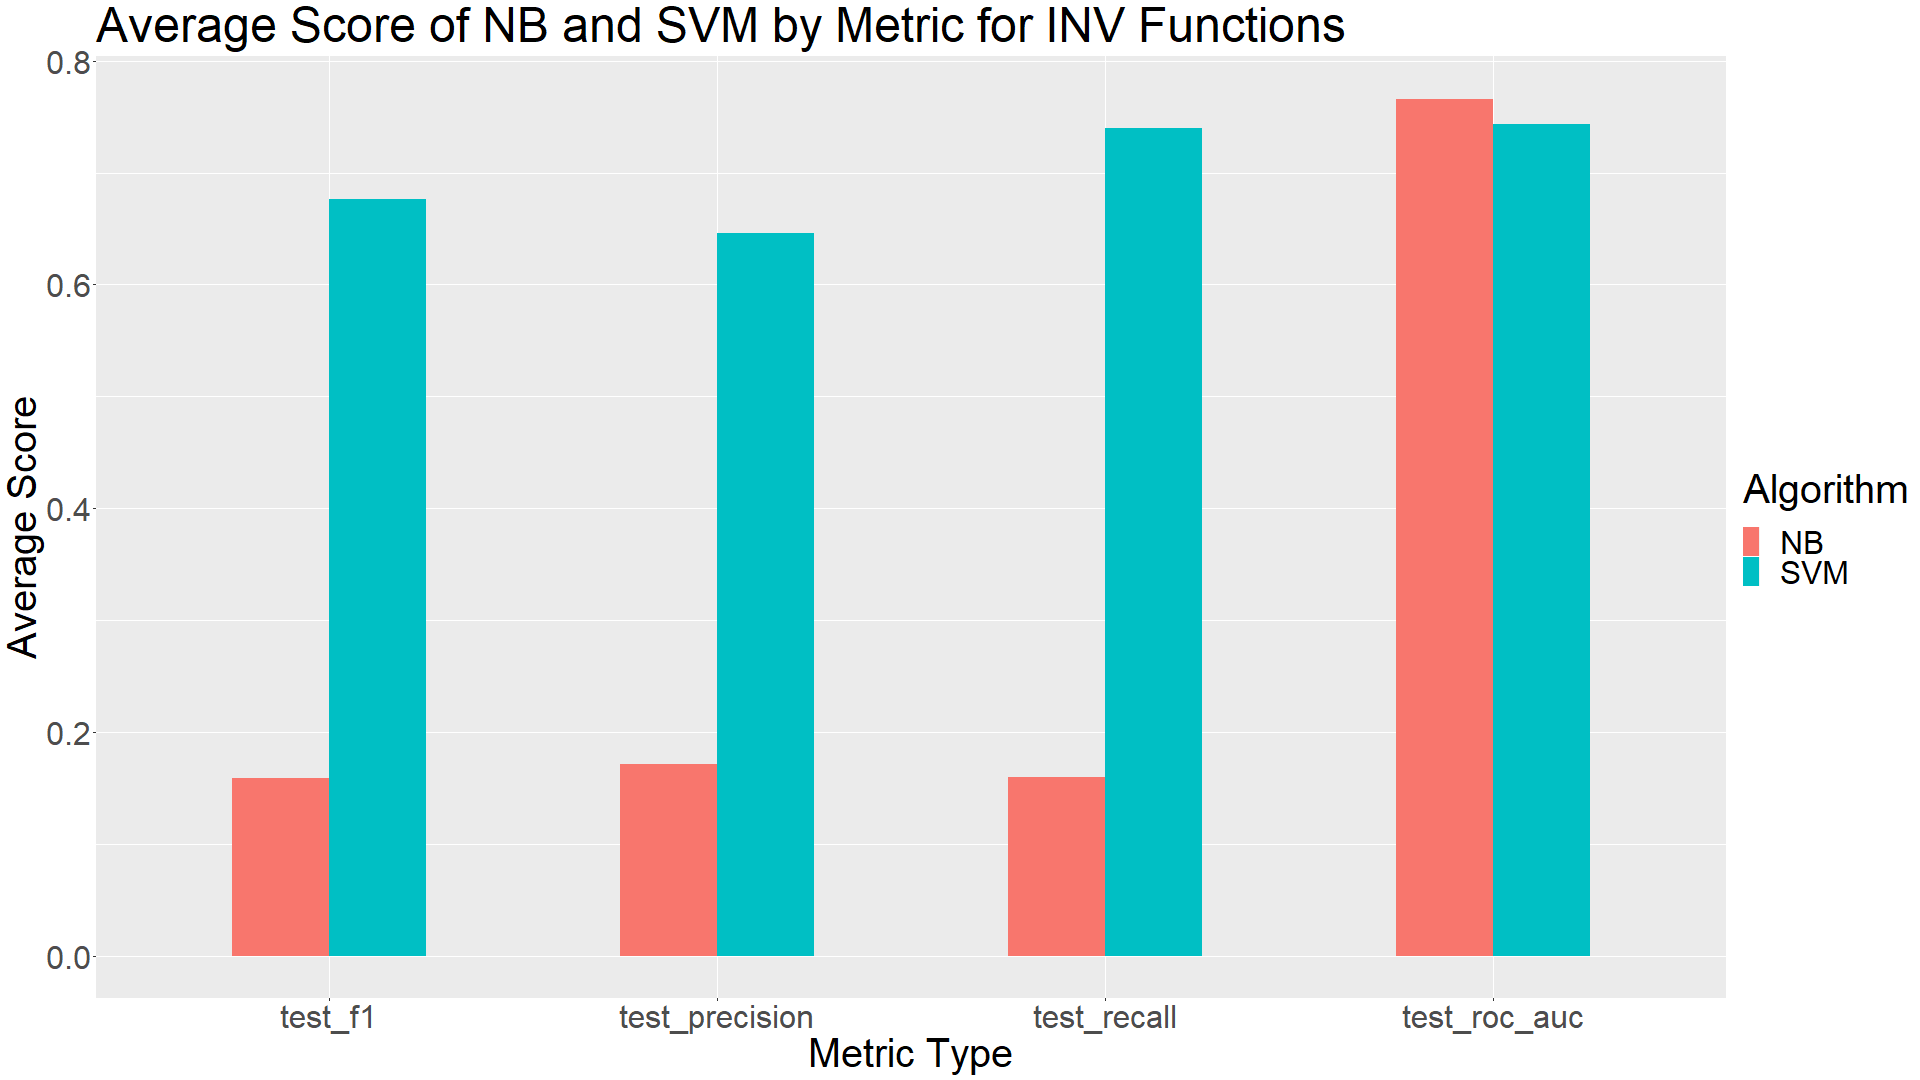 Average Score of NB and SVM by Metric for INV Functions
Average Score
0.8
0.6
0.4
0.2
0.0
test_f1
test_precision
test_recall
test_roc_auc
Metric Type
Algorithm
NB
SVM